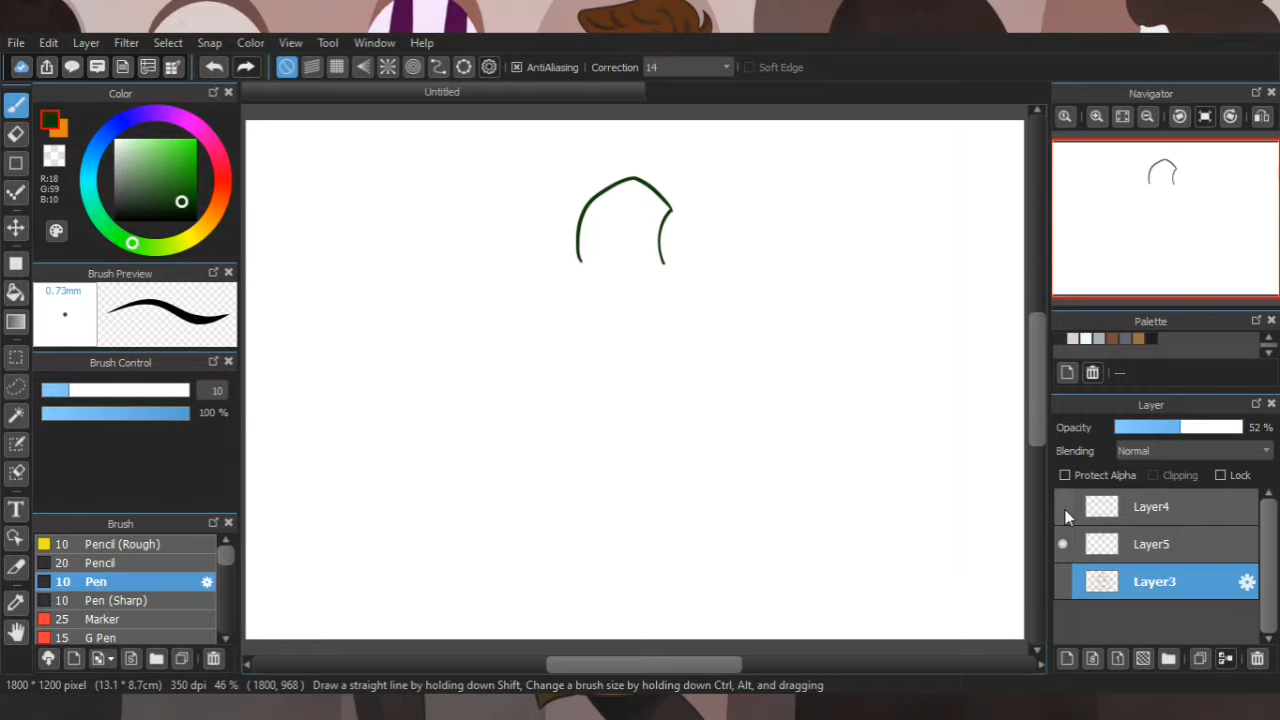 File Edit Layer Filter Select Snap Color View Tool Window Help
AntiAliasing Correction 14 Soft Edge
Color
Untitled
Navigator
R:18
G:59
B:10
Brush Preview
0.73mm
Palette
---
Brush Control
10
100 %
Layer
Opacity 52 %
Blending Normal
Protect Alpha Clipping Lock
Layer4
Layer5
Layer3
Brush
10 Pencil (Rough)
20 Pencil
10 Pen
10 Pen (Sharp)
25 Marker
15 G Pen
1800 * 1200 pixel (13.1 * 8.7cm) 350 dpi 46 % ( 1800, 968 ) Draw a straight line by holding down Shift, Change a brush size by holding down Ctrl, Alt, and dragging